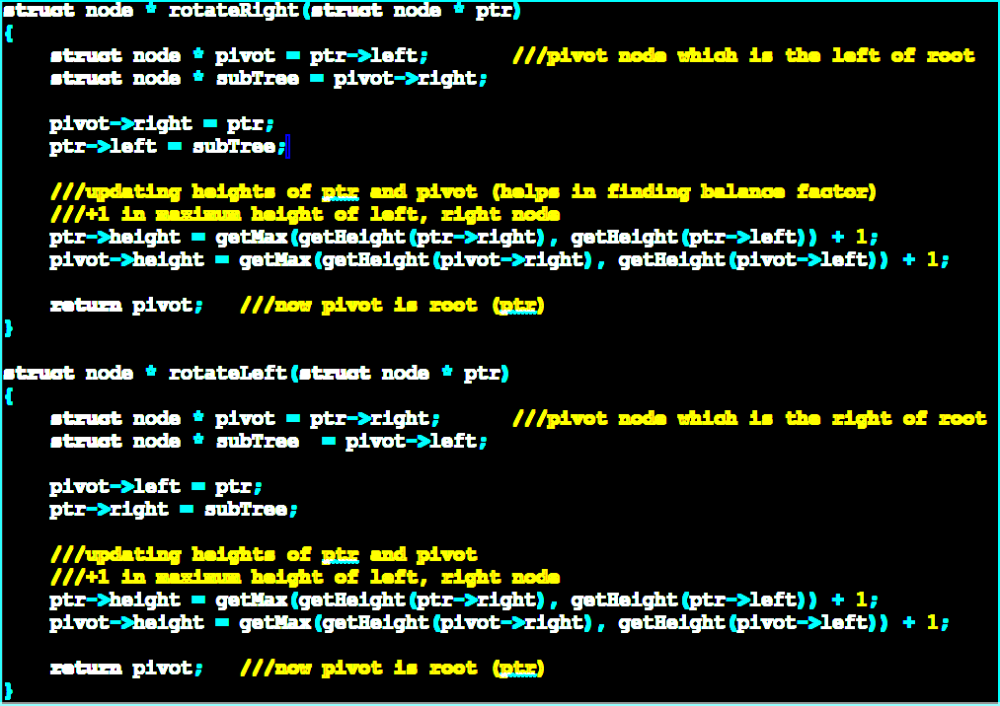 struct node * rotateRight(struct node * ptr)
{
    struct node * pivot = ptr->left;       ///pivot node which is the left of root
    struct node * subTree = pivot->right;

    pivot->right = ptr;
    ptr->left = subTree;

    ///updating heights of ptr and pivot (helps in finding balance factor)
    ///+1 in maximum height of left, right node
    ptr->height = getMax(getHeight(ptr->right), getHeight(ptr->left)) + 1;
    pivot->height = getMax(getHeight(pivot->right), getHeight(pivot->left)) + 1;

    return pivot;   ///now pivot is root (ptr)
}

struct node * rotateLeft(struct node * ptr)
{
    struct node * pivot = ptr->right;      ///pivot node which is the right of root
    struct node * subTree  = pivot->left;

    pivot->left = ptr;
    ptr->right = subTree;

    ///updating heights of ptr and pivot
    ///+1 in maximum height of left, right node
    ptr->height = getMax(getHeight(ptr->right), getHeight(ptr->left)) + 1;
    pivot->height = getMax(getHeight(pivot->right), getHeight(pivot->left)) + 1;

    return pivot;   ///now pivot is root (ptr)
}